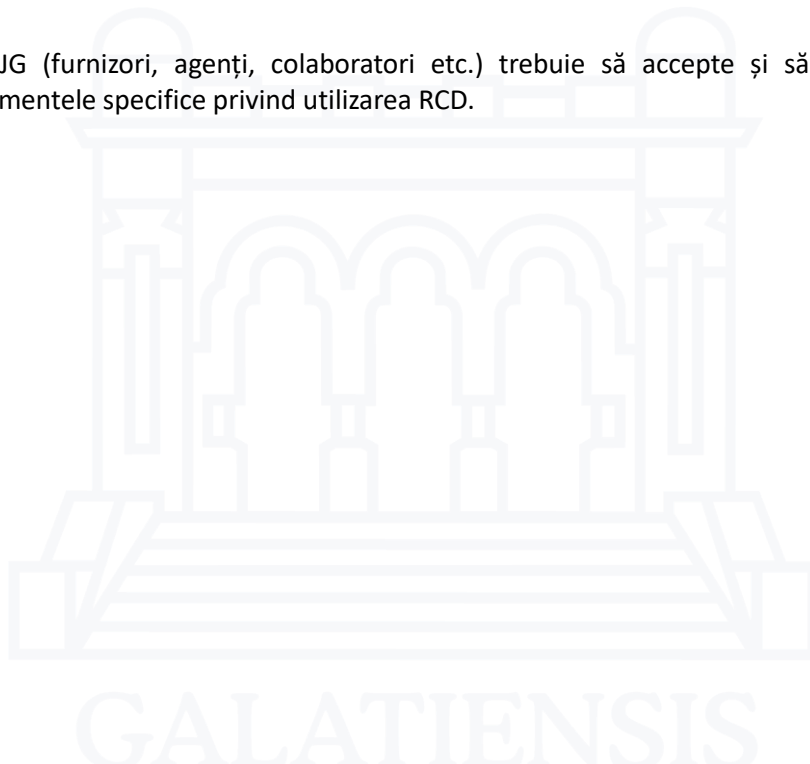 JG (furnizori, agenți, colaboratori etc.) trebuie să accepte și să
mentele specifice privind utilizarea RCD.
GALATIENSIS